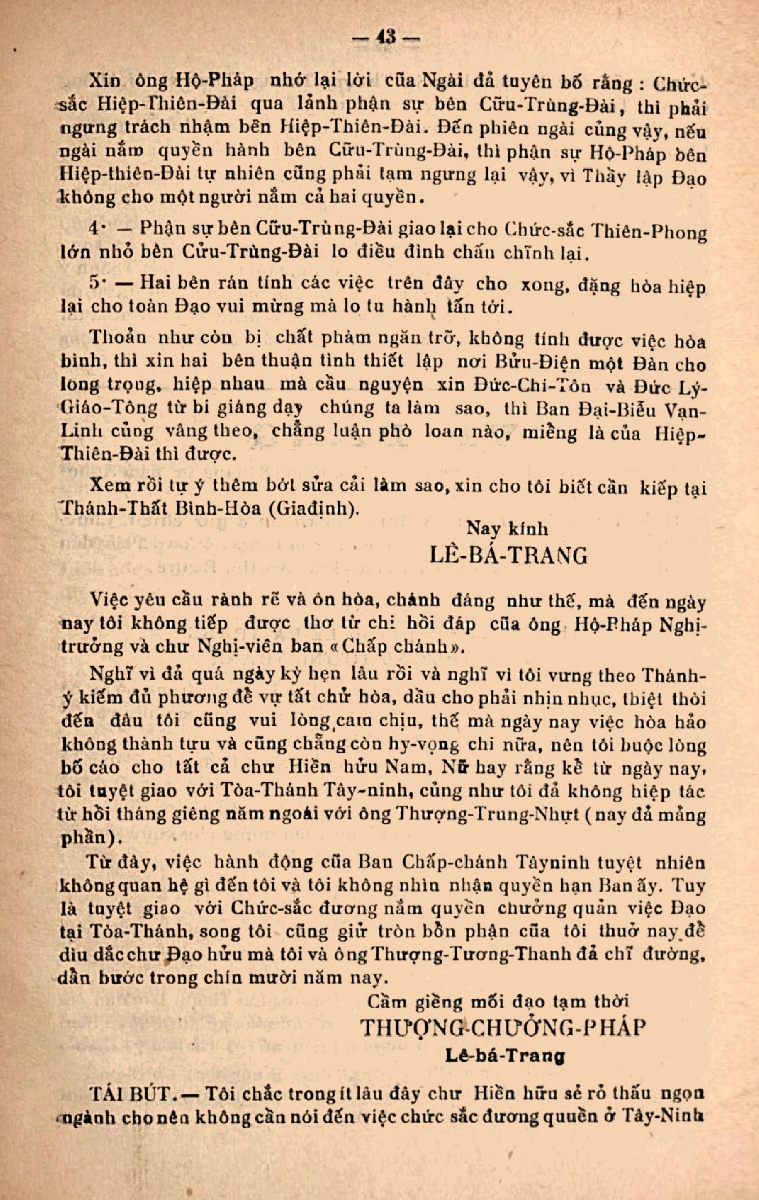 — 43 —
Xin ông Hộ-Pháp nhớ lại lời của Ngài đả tuyên bố rằng : Chức-
sắc Hiệp-Thiên-Đài qua lảnh phận sự bên Cữu-Trùng-Đài, thì phải
ngưng trách nhậm bên Hiệp-Thiên-Đài. Đến phiên ngài củng vậy, nếu
ngài nắm quyền hành bên Cữu-Trùng-Đài, thì phận sự Hộ-Pháp bên
Hiệp-thiên-Đài tự nhiên cũng phải tạm ngưng lại vậy, vì Thầy lập Đạo
không cho một người nắm cả hai quyền.
4· — Phận sự bên Cữu-Trùng-Đài giao lại cho Chức-sắc Thiên-Phong
lớn nhỏ bên Cửu-Trùng-Đài lo điều đình chấu chĩnh lại.
5· — Hai bên rán tính các việc trên đây cho xong, đặng hòa hiệp
lại cho toàn Đạo vui mừng mà lo tu hành tấn tới.
Thoản như còn bị chất phàm ngăn trỡ, không tính được việc hòa
bình, thì xin hai bên thuận tình thiết lập nơi Bửu-Điện một Đàn cho
long trọng, hiệp nhau mà cầu nguyện xin Đức-Chí-Tôn và Đức Lý-
Giáo-Tông từ bi giáng dạy chúng ta làm sao, thì Ban Đại-Biễu Vạn-
Linh củng vâng theo, chẳng luận phò loan nào, miềng là của Hiệp-
Thiên-Đài thì được.
Xem rồi tự ý thêm bớt sửa cải làm sao, xin cho tôi biết cần kiếp tại
Thánh-Thất Bình-Hòa (Giađịnh).
Nay kính
LÊ-BÁ-TRANG
Việc yêu cầu rành rẽ và ôn hòa, chánh đáng như thế, mà đến ngày
nay tôi không tiếp được thơ từ chi hồi đáp cũa ông Hộ-Pháp Nghị-
trưởng và chư Nghị-viên ban «Chấp chánh».
Nghĩ vì đả quá ngày kỳ hẹn lâu rồi và nghĩ vì tôi vưng theo Thánh-
ý kiếm đủ phương đề vự tất chử hòa, dầu cho phải nhịn nhục, thiệt thòi
đến đâu tôi cũng vui lòng cam chịu, thế mà ngày nay việc hòa hảo
không thành tựu và cũng chẵng còn hy-vọng chi nữa, nên tôi buộc lòng
bố cáo cho tất cả chư Hiền hửu Nam, Nữ hay rằng kể từ ngày nay,
tôi tuyệt giao với Tòa-Thánh Tây-ninh, củng như tôi đả không hiệp tác
từ hồi tháng giêng năm ngoái với ông Thượng-Trung-Nhựt (nay đả mảng
phần).
Từ đây, việc hành động cũa Ban Chấp-chánh Tâyninh tuyệt nhiên
không quan hệ gì đến tôi và tôi không nhìn nhận quyền hạn Ban ấy. Tuy
là tuyệt giao với Chức-sắc đương nắm quyền chưởng quản việc Đạo
tại Tòa-Thánh, song tôi cũng giử tròn bồn phận cũa tôi thuở nay đề
dìu dắc chư Đạo hửu mà tôi và ông Thượng-Tương-Thanh đả chĩ đường,
dẫn bước trong chín mười năm nay.
Cầm giềng mối đạo tạm thời
THƯỢNG-CHƯỞNG-PHÁP
Lê-bá-Trang
TÁI BÚT. — Tôi chắc trong ít lâu đây chư Hiền hữu sẻ rỏ thấu ngọn
ngành cho nên không cần nói đến việc chức sắc đương quuền ở Tây-Ninh